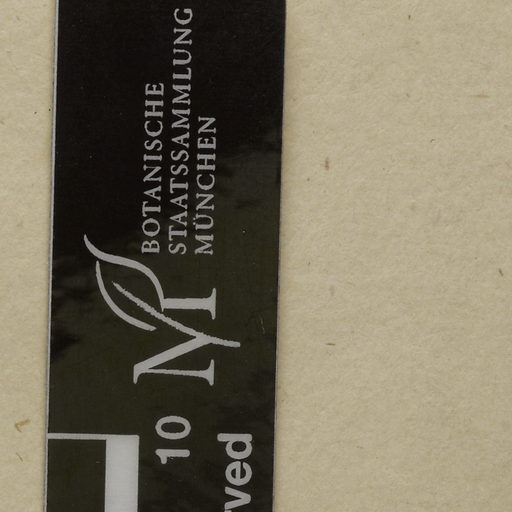 BOTANISCHE
STAATSSAMMLUNG
MÜNCHEN
M
10
rved